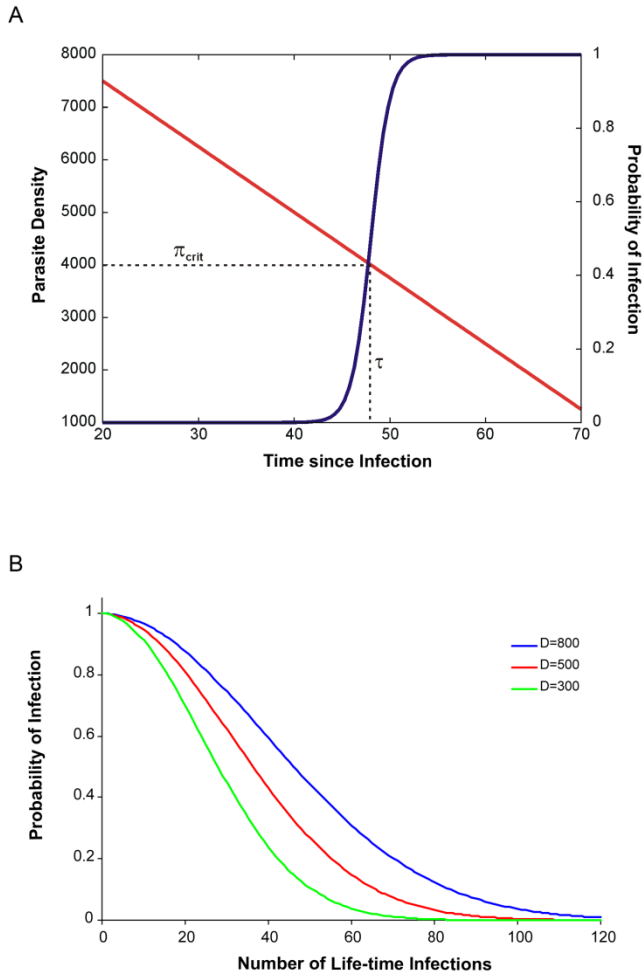 A
8000
7000
6000
5000
4000
3000
2000
1000
Parasite Density
1
0.8
0.6
0.4
0.2
0
Probability of Infection
πcrit
τ
20 30 40 50 60 70
Time since Infection
B
1
0.8
0.6
0.4
0.2
0
Probability of Infection
D=800
D=500
D=300
0 20 40 60 80 100 120
Number of Life-time Infections